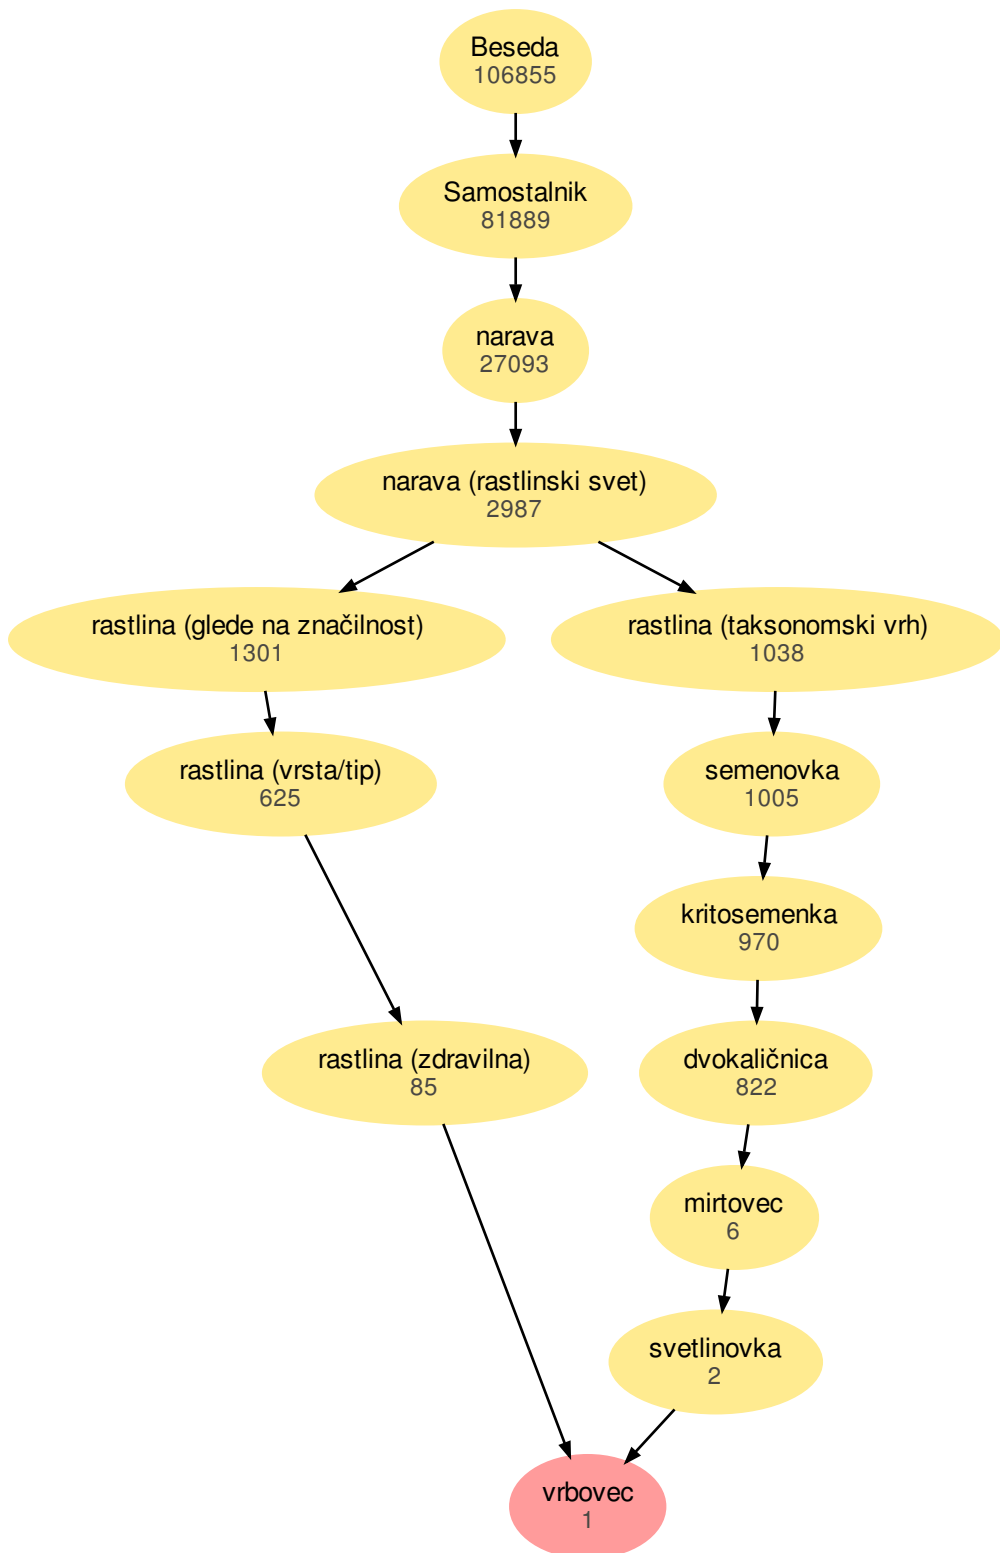 Beseda
106855
Samostalnik
81889
narava
27093
narava (rastlinski svet)
2987
rastlina (glede na značilnost)
1301
rastlina (taksonomski vrh)
1038
rastlina (vrsta/tip)
625
semenovka
1005
kritosemenka
970
rastlina (zdravilna)
85
dvokaličnica
822
mirtovec
6
svetlinovka
2
vrbovec
1